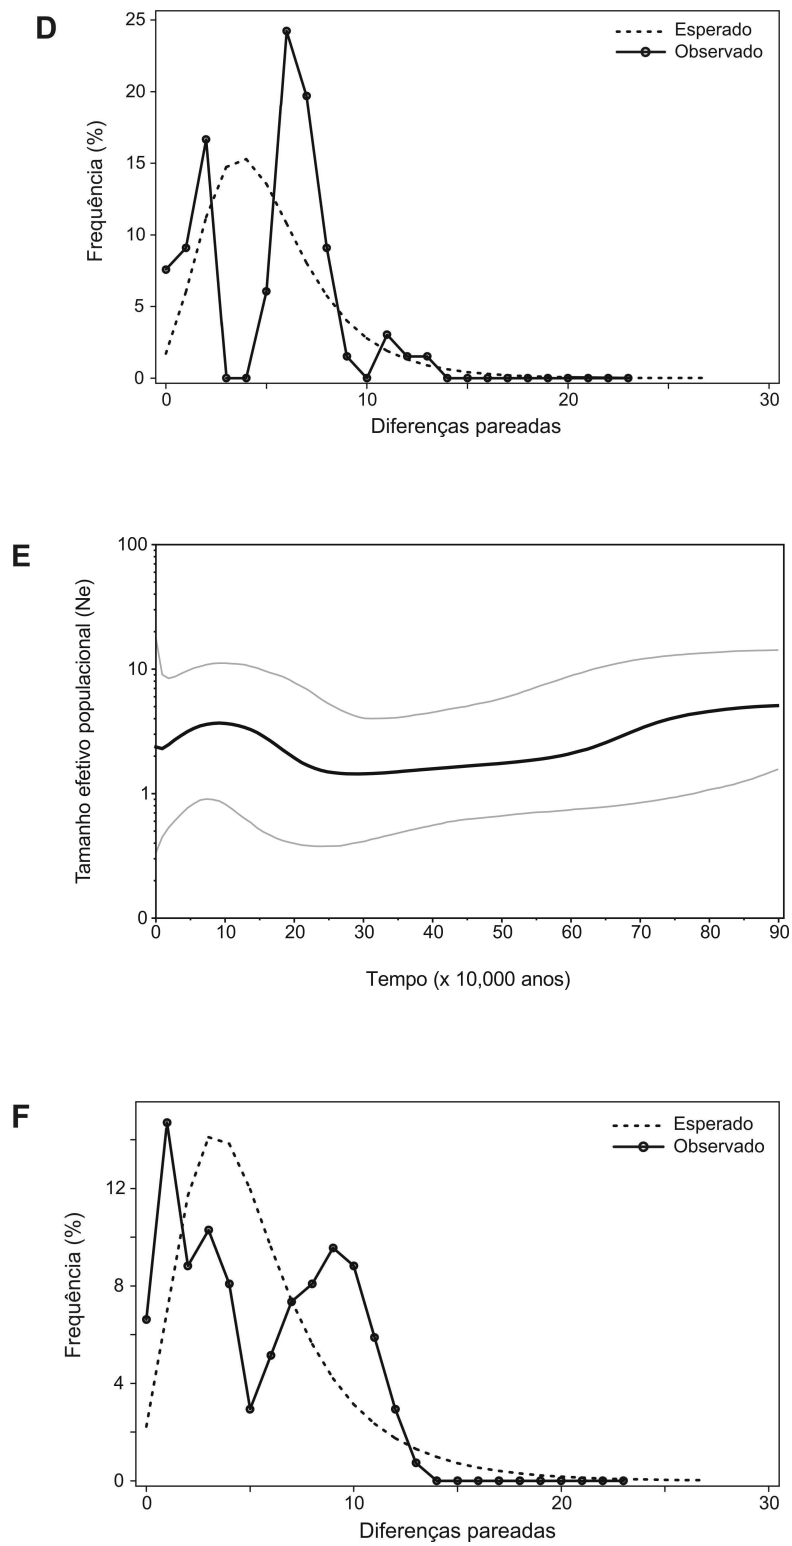 D
Esperado
Observado
25
20
15
10
5
0
Frequência (%)
0 10 20 30
Diferenças pareadas
E
100
10
1
0
Tamanho efetivo populacional (Ne)
0 10 20 30 40 50 60 70 80 90
Tempo (x 10,000 anos)
F
Esperado
Observado
12
8
4
0
Frequência (%)
0 10 20 30
Diferenças pareadas